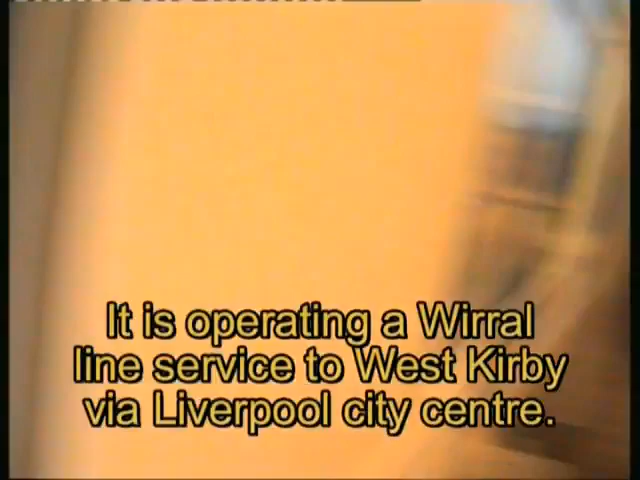 It is operating a Wirral
line service to West Kirby
via Liverpool city centre.